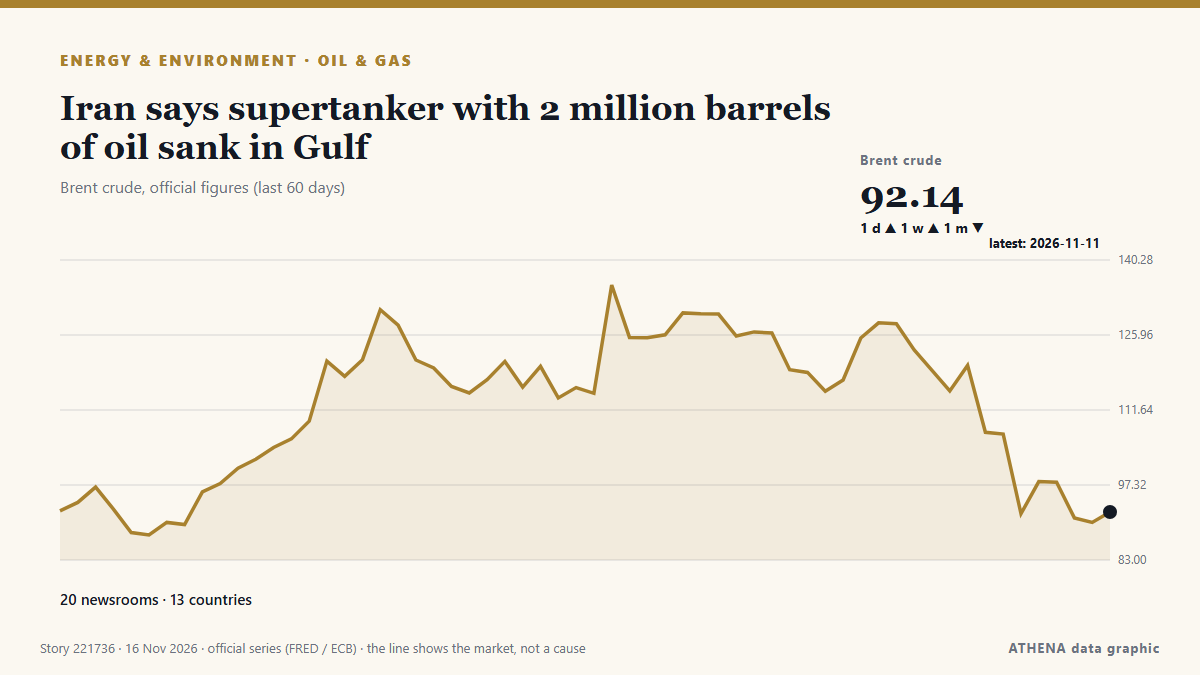 ENERGY & ENVIRONMENT · OIL & GAS
Iran says supertanker with 2 million barrels
of oil sank in Gulf
Brent crude, official figures (last 60 days)
Brent crude
92.14
1 d ▲ 1 w ▲ 1 m ▼
latest: 2026-11-11
140.28
125.96
111.64
97.32
83.00
20 newsrooms · 13 countries
Story 221736 · 16 Nov 2026 · official series (FRED / ECB) · the line shows the market, not a cause
ATHENA data graphic